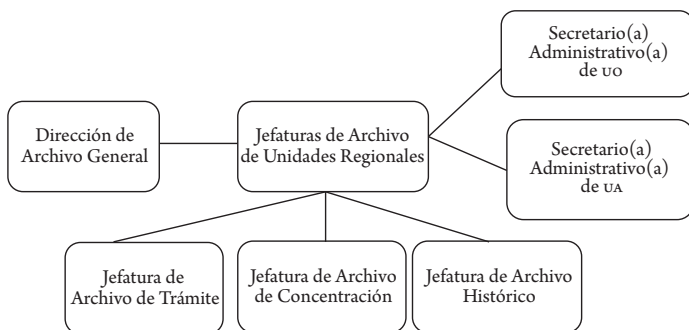 Secretario(a)
Administrativo(a)
de UO
Dirección de
Archivo General
Jefaturas de Archivo
de Unidades Regionales
Secretario(a)
Administrativo(a)
de UA
Jefatura de
Archivo de Trámite
Jefatura de Archivo
de Concentración
Jefatura de Archivo
Histórico